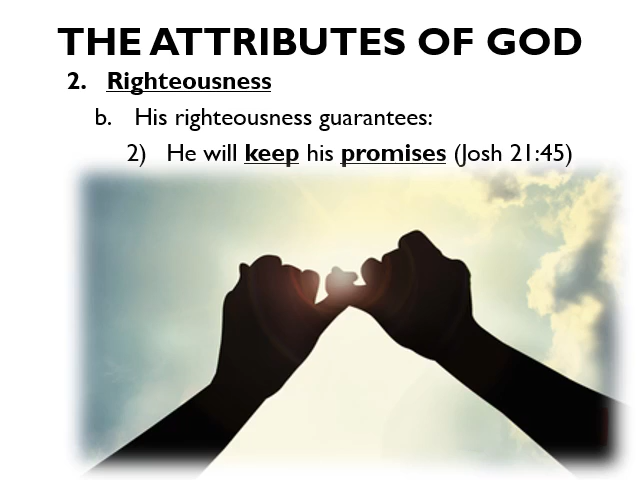 THE ATTRIBUTES OF GOD
2. Righteousness
b. His righteousness guarantees:
2) He will keep his promises (Josh 21:45)